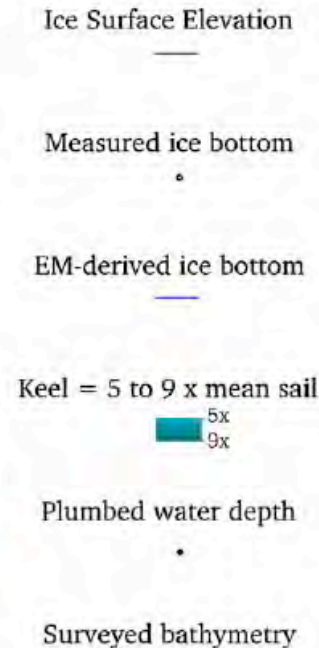 Ice Surface Elevation
Measured ice bottom
EM-derived ice bottom
Keel = 5 to 9 x mean sail
5x
9x
Plumbed water depth
Surveyed bathymetry